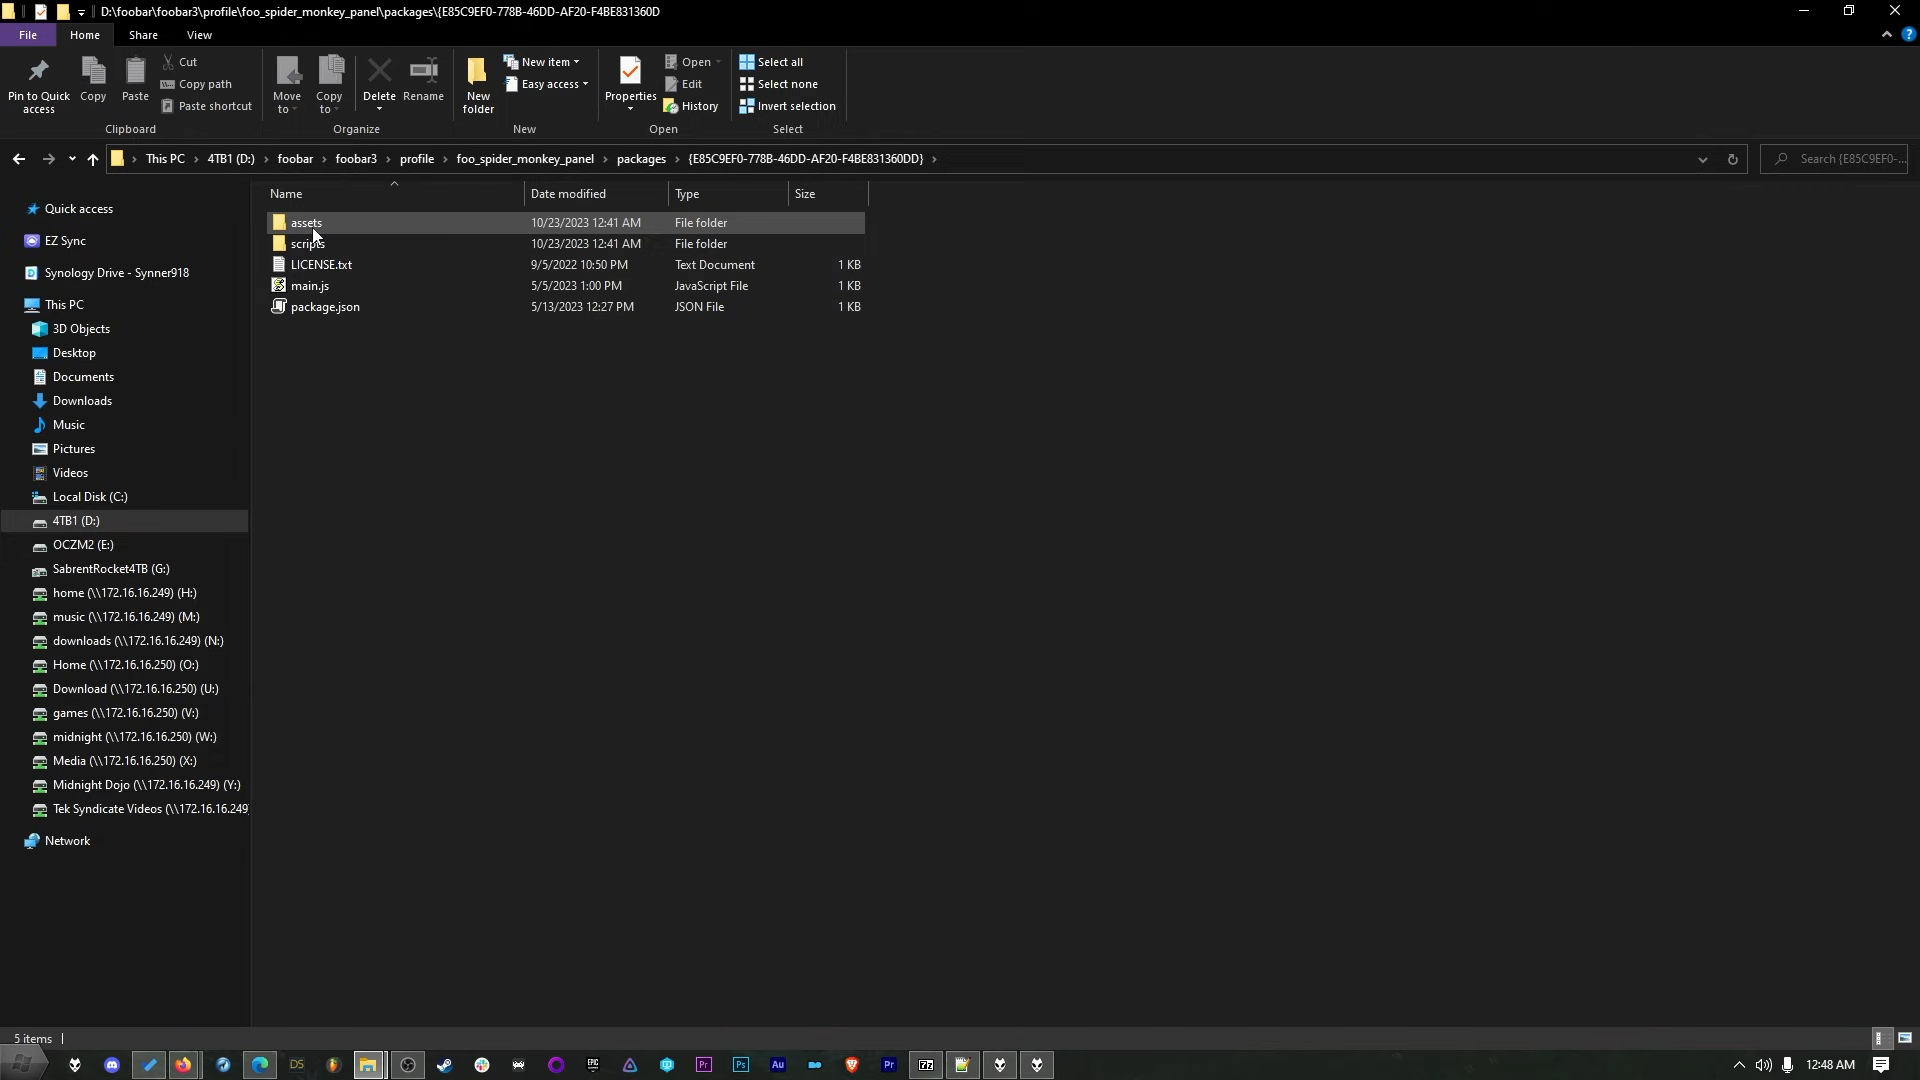 D:\foobar\foobar3\profile\foo_spider_monkey_panel\packages\{E85C9EF0-778B-46DD-AF20-F4BE831360D
File Home Share View
Pin to Quick access
Copy
Paste
Cut
Copy path
Paste shortcut
Clipboard
Move to
Copy to
Delete
Rename
Organize
New folder
New item
Easy access
New
Properties
Open
Edit
History
Open
Select all
Select none
Invert selection
Select
This PC > 4TB1 (D:) > foobar > foobar3 > profile > foo_spider_monkey_panel > packages > {E85C9EF0-778B-46DD-AF20-F4BE831360DD} >
Search {E85C9EF0-...
Quick access
EZ Sync
Synology Drive - Synner918
This PC
3D Objects
Desktop
Documents
Downloads
Music
Pictures
Videos
Local Disk (C:)
4TB1 (D:)
OCZM2 (E:)
SabrentRocket4TB (G:)
home (\\172.16.16.249) (H:)
music (\\172.16.16.249) (M:)
downloads (\\172.16.16.249) (N:)
Home (\\172.16.16.250) (O:)
Download (\\172.16.16.250) (U:)
games (\\172.16.16.250) (V:)
midnight (\\172.16.16.250) (W:)
Media (\\172.16.16.250) (X:)
Midnight Dojo (\\172.16.16.249) (Y:)
Tek Syndicate Videos (\\172.16.16.249
Network
Name Date modified Type Size
assets 10/23/2023 12:41 AM File folder
scripts 10/23/2023 12:41 AM File folder
LICENSE.txt 9/5/2022 10:50 PM Text Document 1 KB
main.js 5/5/2023 1:00 PM JavaScript File 1 KB
package.json 5/13/2023 12:27 PM JSON File 1 KB
5 items
DS
EPIC
Pr
Ps
Au
Pr
7z
12:48 AM